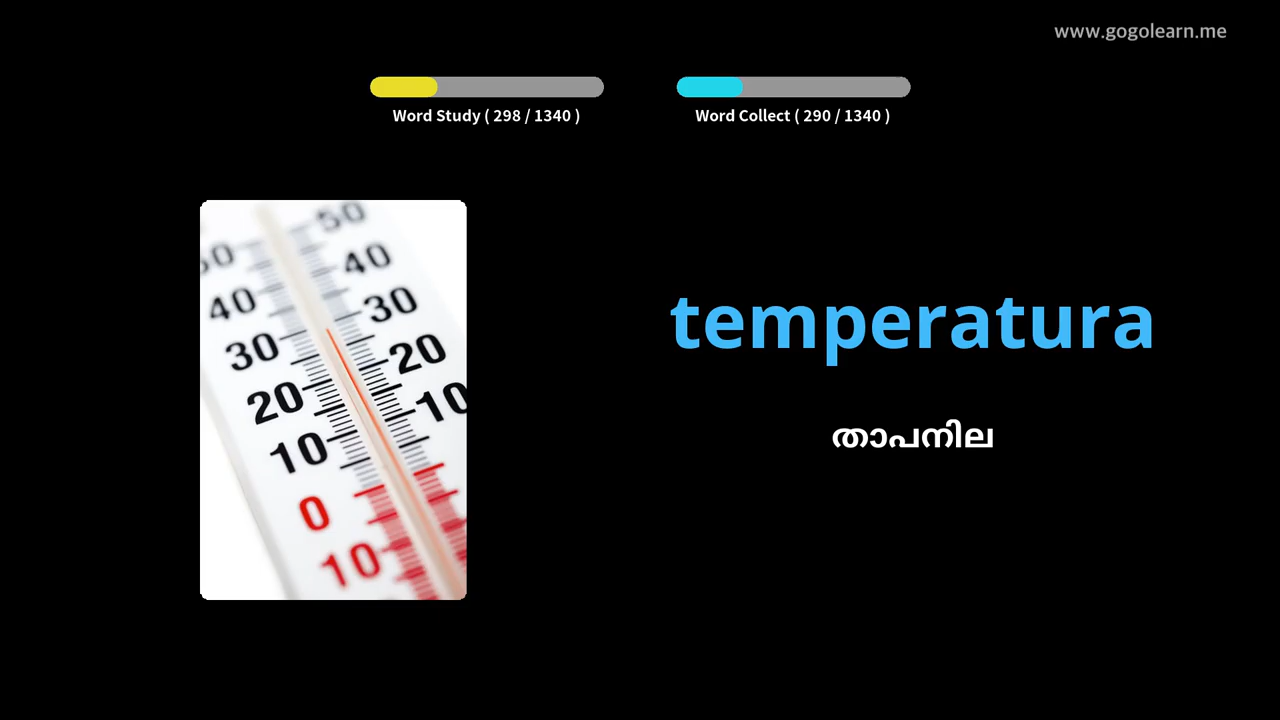 www.gogolearn.me
Word Study ( 298 / 1340 )
Word Collect ( 290 / 1340 )
50
50
40
40
30
30
20
20
10
10
0
10
temperatura
താപനില